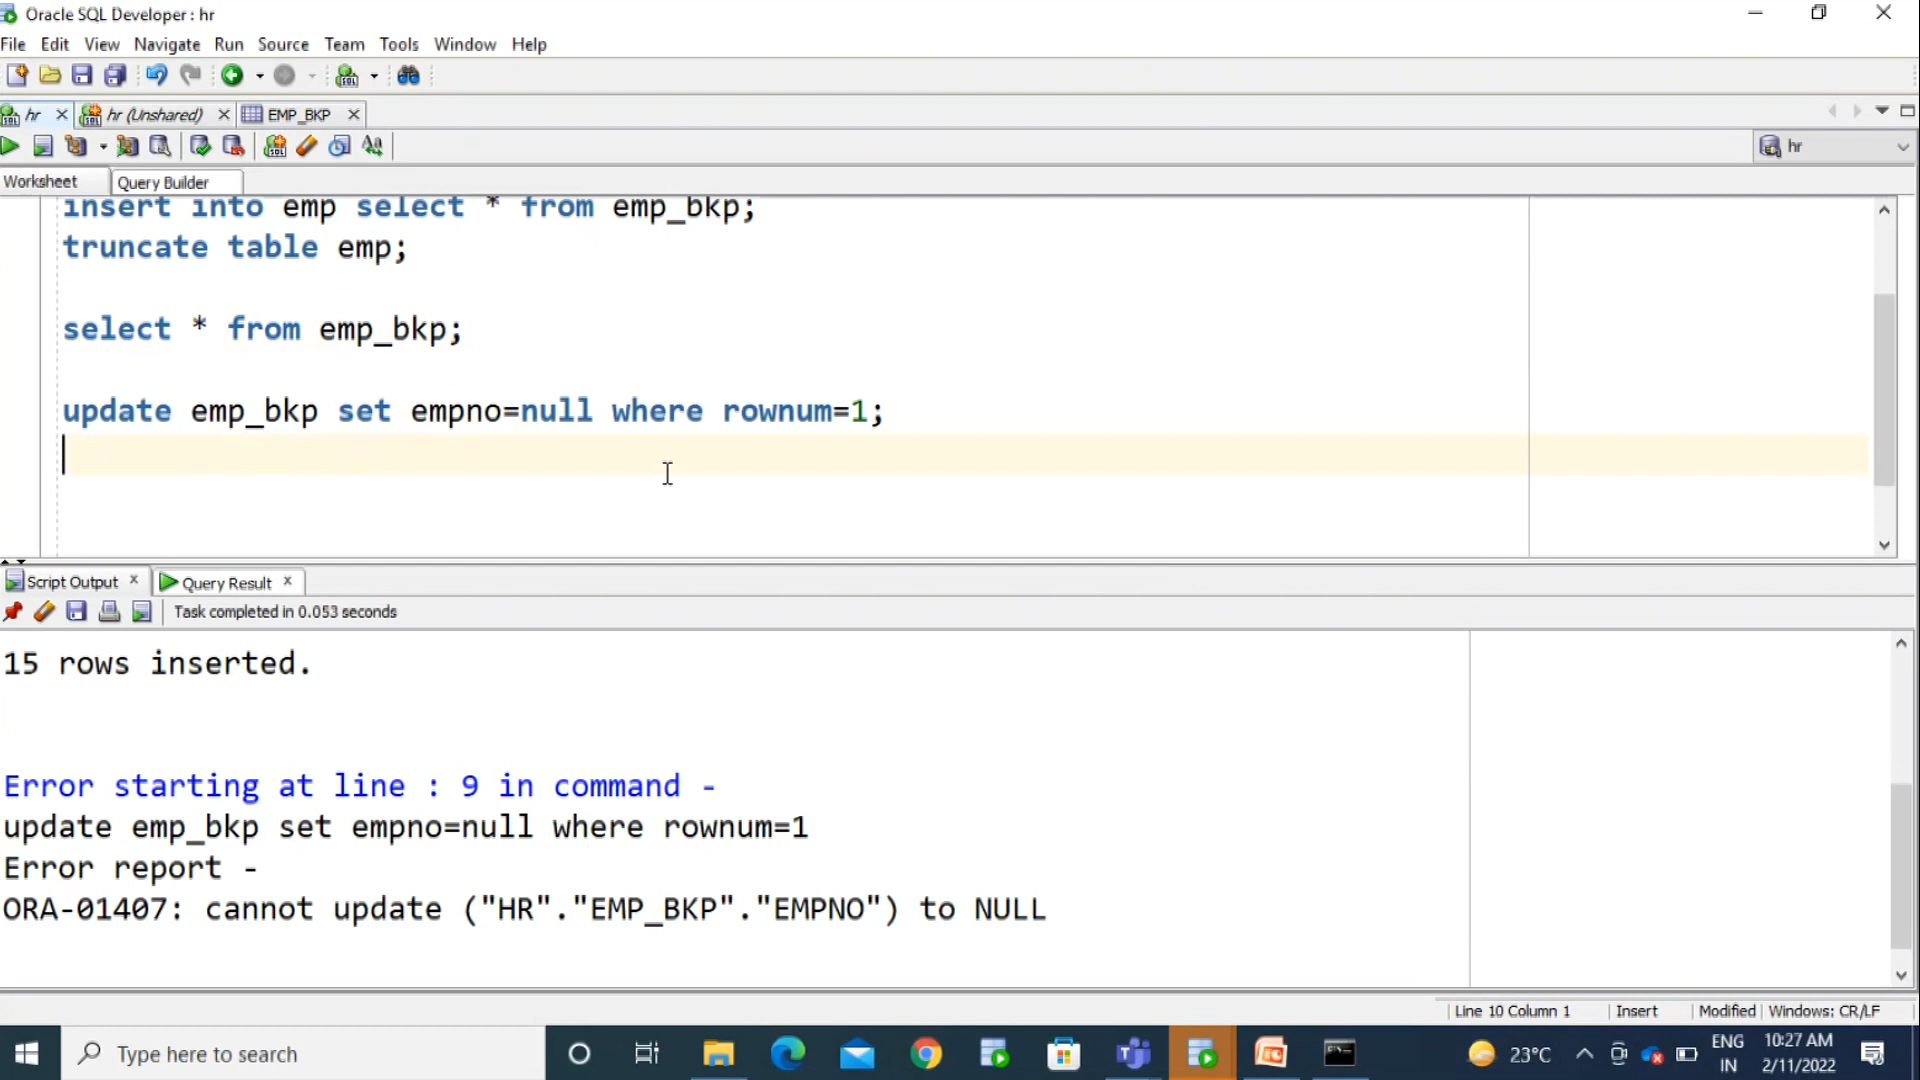 Oracle SQL Developer : hr
File Edit View Navigate Run Source Team Tools Window Help
hr hr (Unshared) EMP_BKP
hr
Worksheet Query Builder
insert into emp select * from emp_bkp;
truncate table emp;
select * from emp_bkp;
update emp_bkp set empno=null where rownum=1;
Script Output Query Result
Task completed in 0.053 seconds
15 rows inserted.
Error starting at line : 9 in command -
update emp_bkp set empno=null where rownum=1
Error report -
ORA-01407: cannot update ("HR"."EMP_BKP"."EMPNO") to NULL
Line 10 Column 1 Insert Modified Windows: CR/LF
Type here to search
23°C
ENG
IN
10:27 AM
2/11/2022